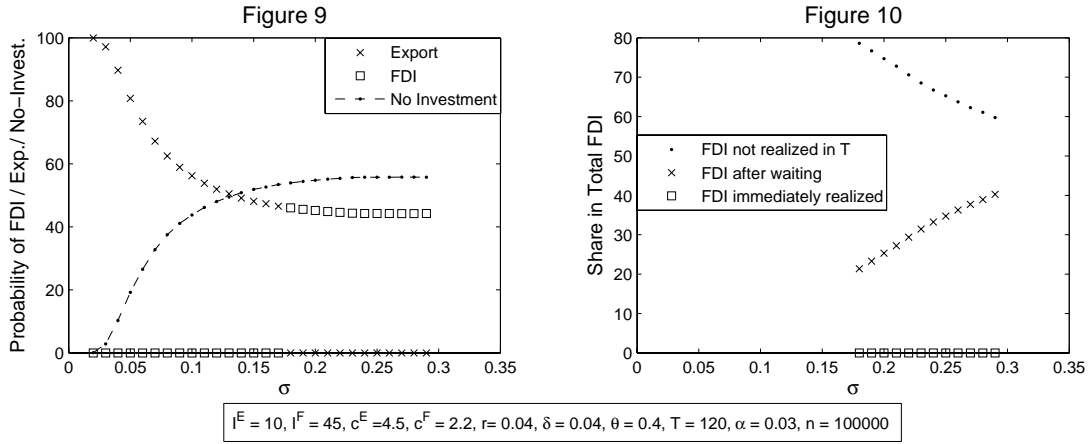 Figure 9
Probability of FDI / Exp./ No−Invest.
100
80
60
40
20
0
Export
FDI
No Investment
0 0.05 0.1 0.15 0.2 0.25 0.3 0.35
σ
Figure 10
Share in Total FDI
80
70
60
50
40
30
20
10
0
FDI not realized in T
FDI after waiting
FDI immediately realized
0 0.05 0.1 0.15 0.2 0.25 0.3 0.35
σ
I^E = 10, I^F = 45, c^E =4.5, c^F = 2.2, r= 0.04, δ = 0.04, θ = 0.4, T = 120, α = 0.03, n = 100000